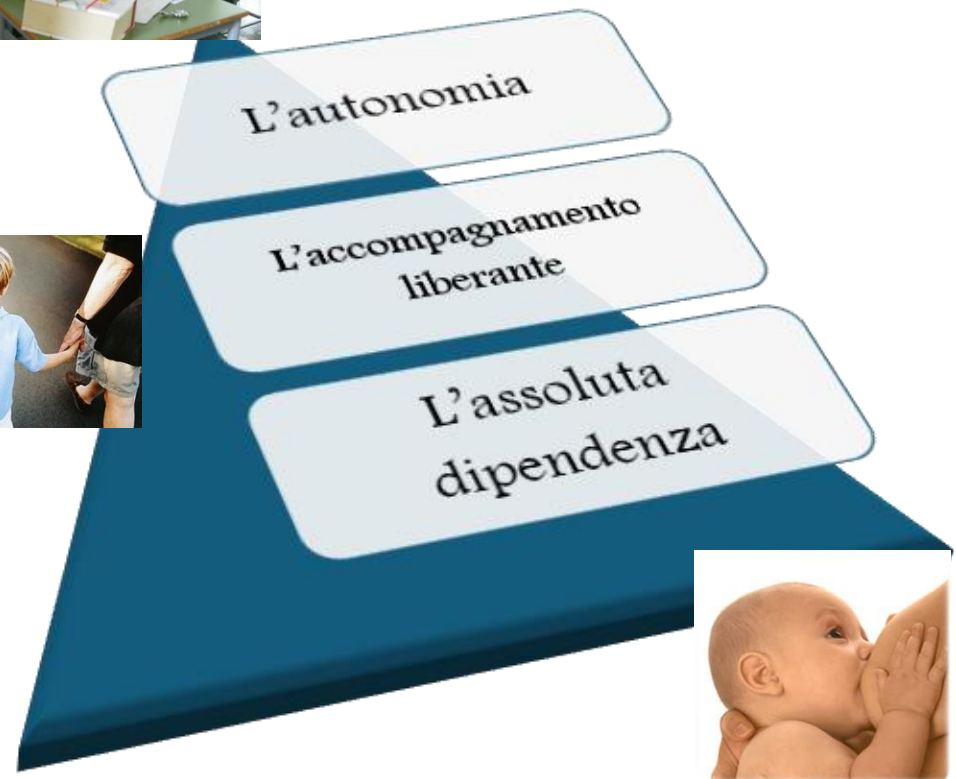 L'autonomia
L'accompagnamento
liberante
L'assoluta
dipendenza